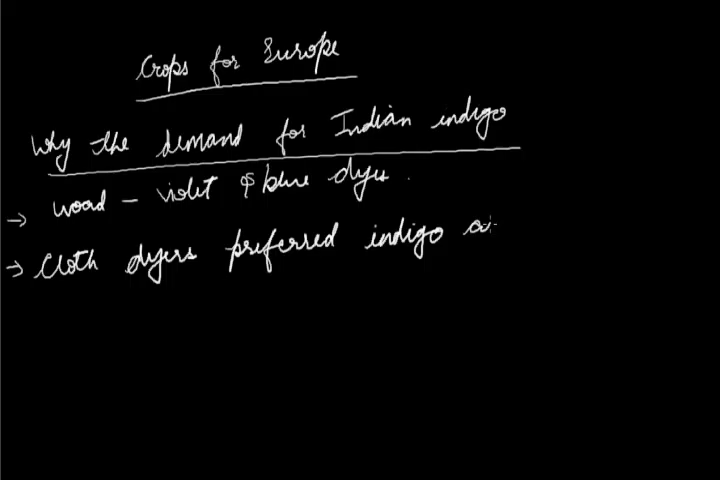 Crops for Europe
Why the demand for Indian indigo
→ woad - violet & blue dyes.
→ Cloth dyers preferred indigo